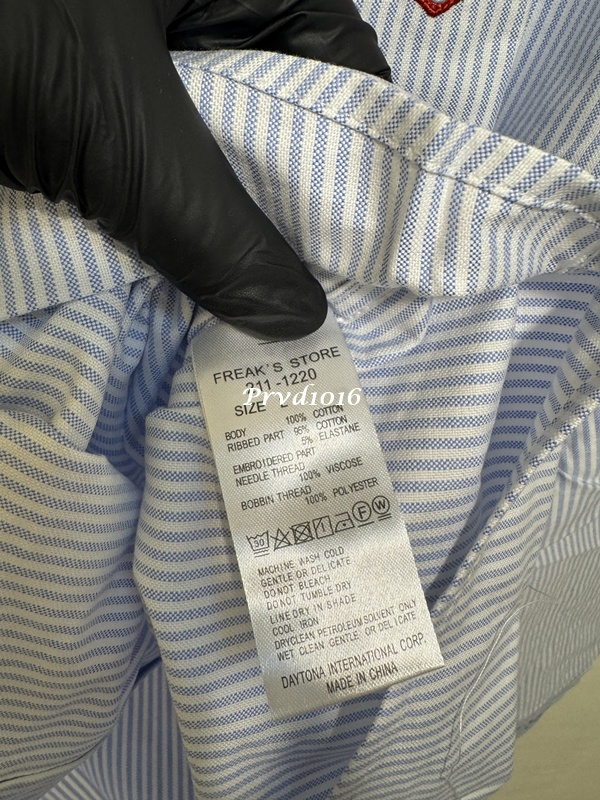 FREAK'S STORE
211-1220
Prvd1016
SIZE L
BODY 100% COTTON
RIBBED PART 95% COTTON
5% ELASTANE
EMBROIDERED PART
NEEDLE THREAD 100% VISCOSE
BOBBIN THREAD 100% POLYESTER
30 F W
MACHINE WASH COLD
GENTLE OR DELICATE
DO NOT BLEACH
DO NOT TUMBLE DRY
LINE DRY IN SHADE
COOL IRON
DRYCLEAN PETROLEUM SOLVENT ONLY
WET CLEAN GENTLE OR DELICATE
DAYTONA INTERNATIONAL CORP.
MADE IN CHINA